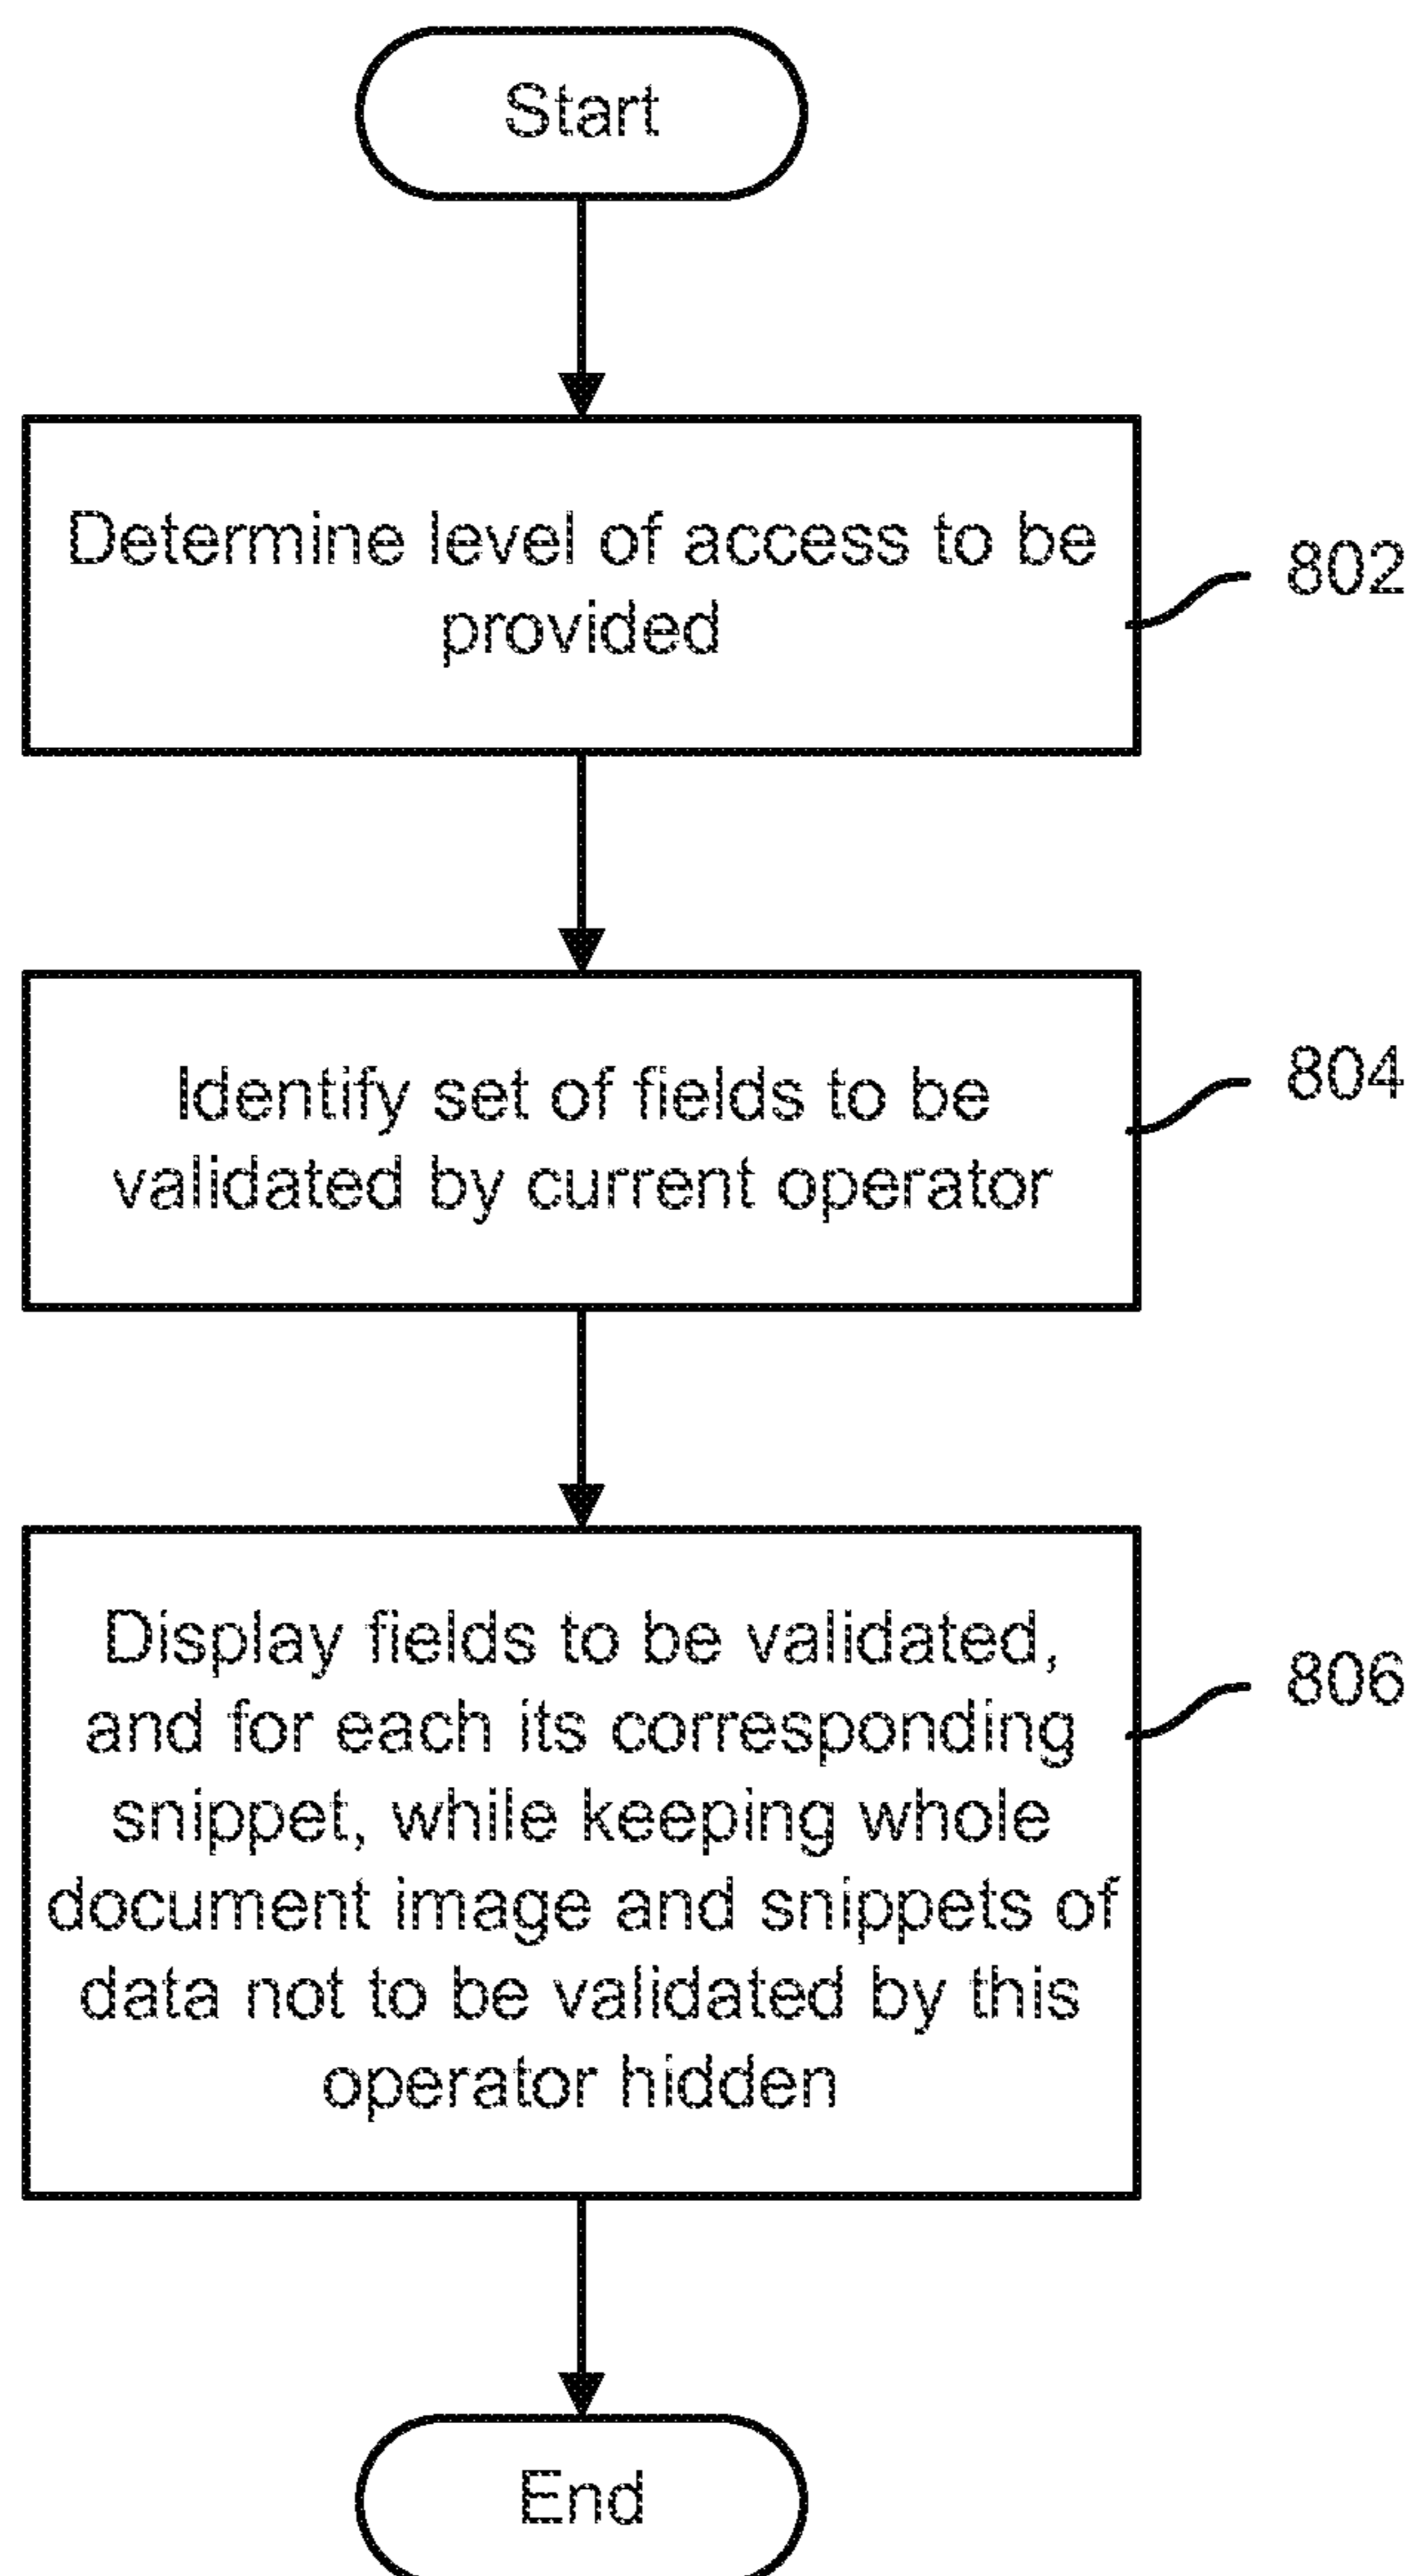 Start
Determine level of access to be
provided
802
Identify set of fields to be
validated by current operator
804
Display fields to be validated,
and for each its corresponding
snippet, while keeping whole
document image and snippets of
data not to be validated by this
operator hidden
806
End